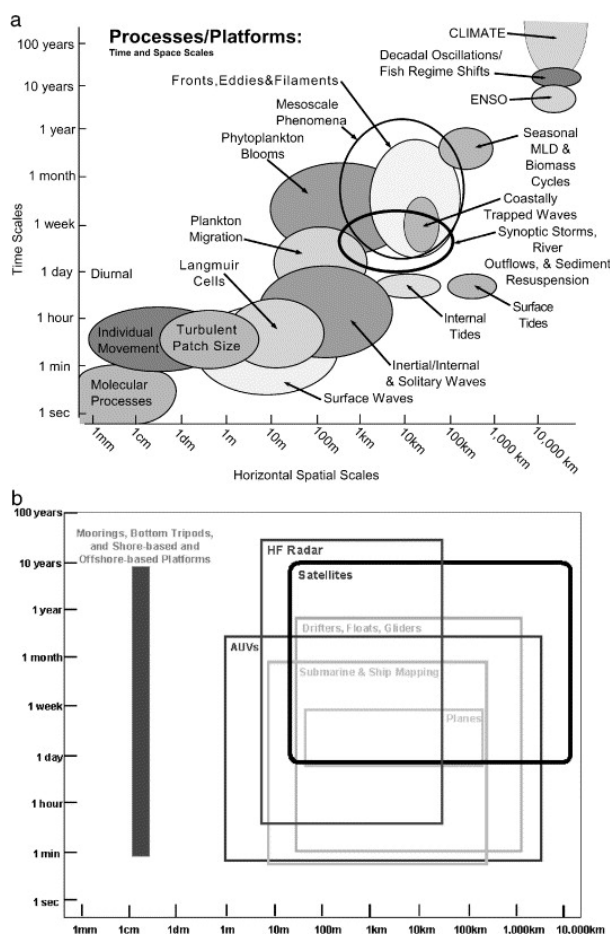 a
Processes/Platforms:
Time and Space Scales
100 years
10 years
1 year
1 month
1 week
1 day
1 hour
1 min
1 sec
Time Scales
CLIMATE
Decadal Oscillations/
Fish Regime Shifts
ENSO
Fronts,Eddies&Filaments
Mesoscale
Phenomena
Phytoplankton
Blooms
Seasonal
MLD &
Biomass
Cycles
Plankton
Migration
Coastally
Trapped Waves
Synoptic Storms,
River
Outflows, & Sediment
Resuspension
Diurnal
Langmuir
Cells
Internal
Tides
Surface
Tides
Individual
Movement
Turbulent
Patch Size
Inertial/Internal
& Solitary Waves
Molecular
Processes
Surface Waves
1mm
1cm
1dm
1m
10m
100m
1km
10km
100km
1,000 km
10,000 km
Horizontal Spatial Scales
b
100 years
10 years
1 year
1 month
1 week
1 day
1 hour
1 min
1 sec
Moorings, Bottom Tripods,
and Shore-based and
Offshore-based Platforms
HF Radar
Satellites
Drifters, Floats, Gliders
AUVs
Submarine & Ship Mapping
Planes
1mm
1cm
1dm
1m
10m
100m
1km
10km
100km
1.000km
10.000km